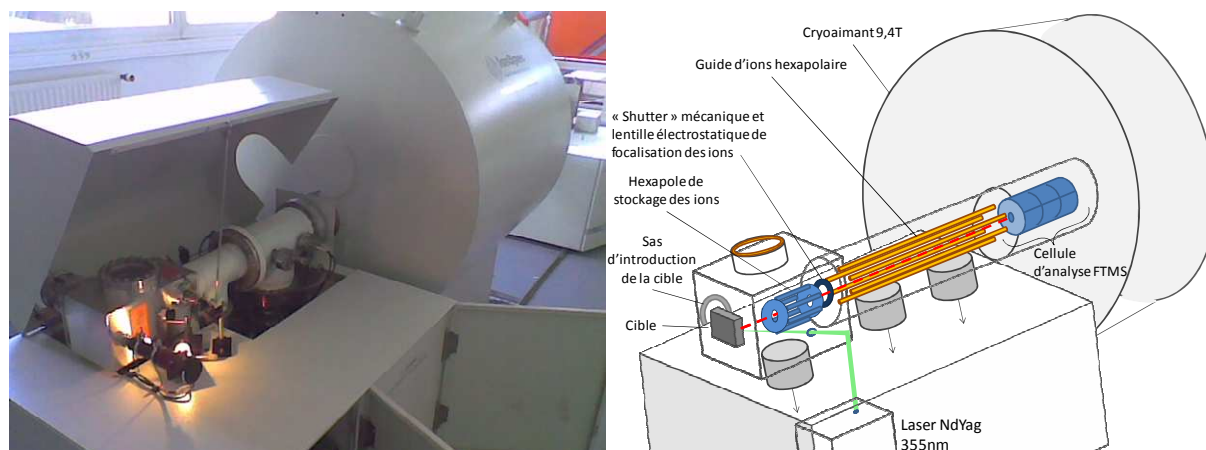 Cryoaimant 9,4T
Guide d'ions hexapolaire
« Shutter » mécanique et
lentille électrostatique de
focalisation des ions
Hexapole de
stockage des ions
Sas
d'introduction
de la cible
Cible
Cellule
d'analyse FTMS
Laser NdYag
355nm